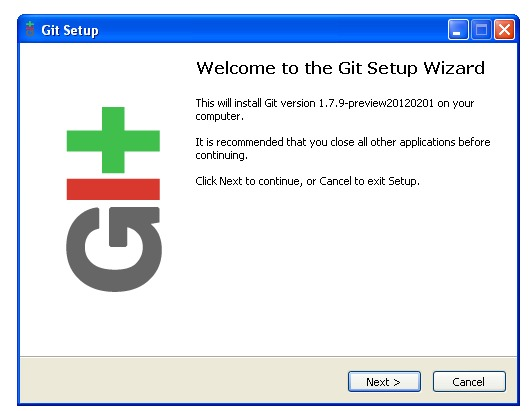 Git Setup
Welcome to the Git Setup Wizard
This will install Git version 1.7.9-preview20120201 on your
computer.
It is recommended that you close all other applications before
continuing.
Click Next to continue, or Cancel to exit Setup.
Git
Next >
Cancel